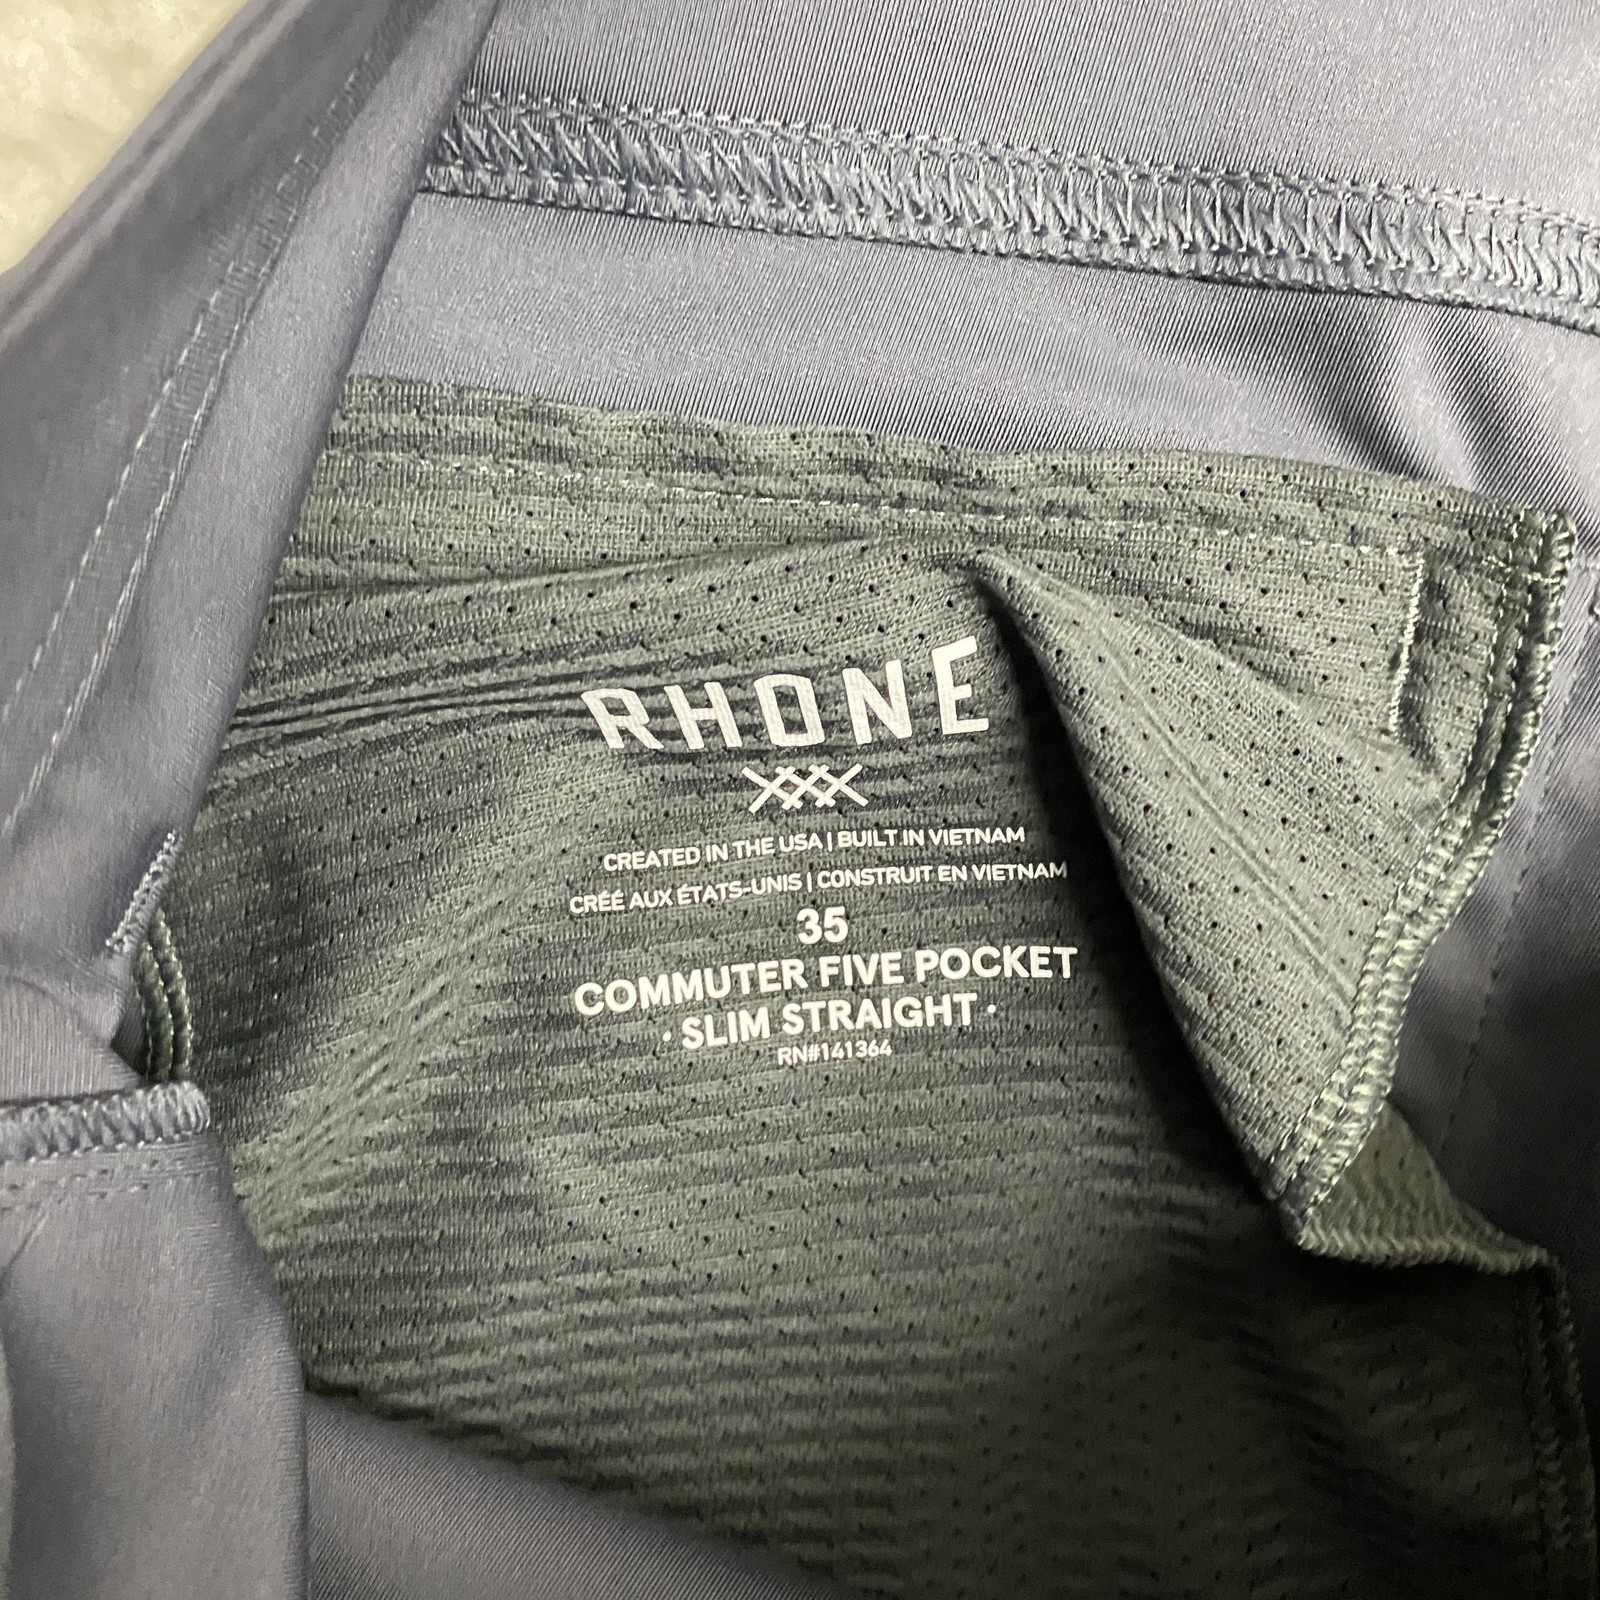 RHONE
CREATED IN THE USA | BUILT IN VIETNAM
CRÉÉ AUX ÉTATS-UNIS | CONSTRUIT EN VIETNAM
35
COMMUTER FIVE POCKET
· SLIM STRAIGHT ·
RN#141364